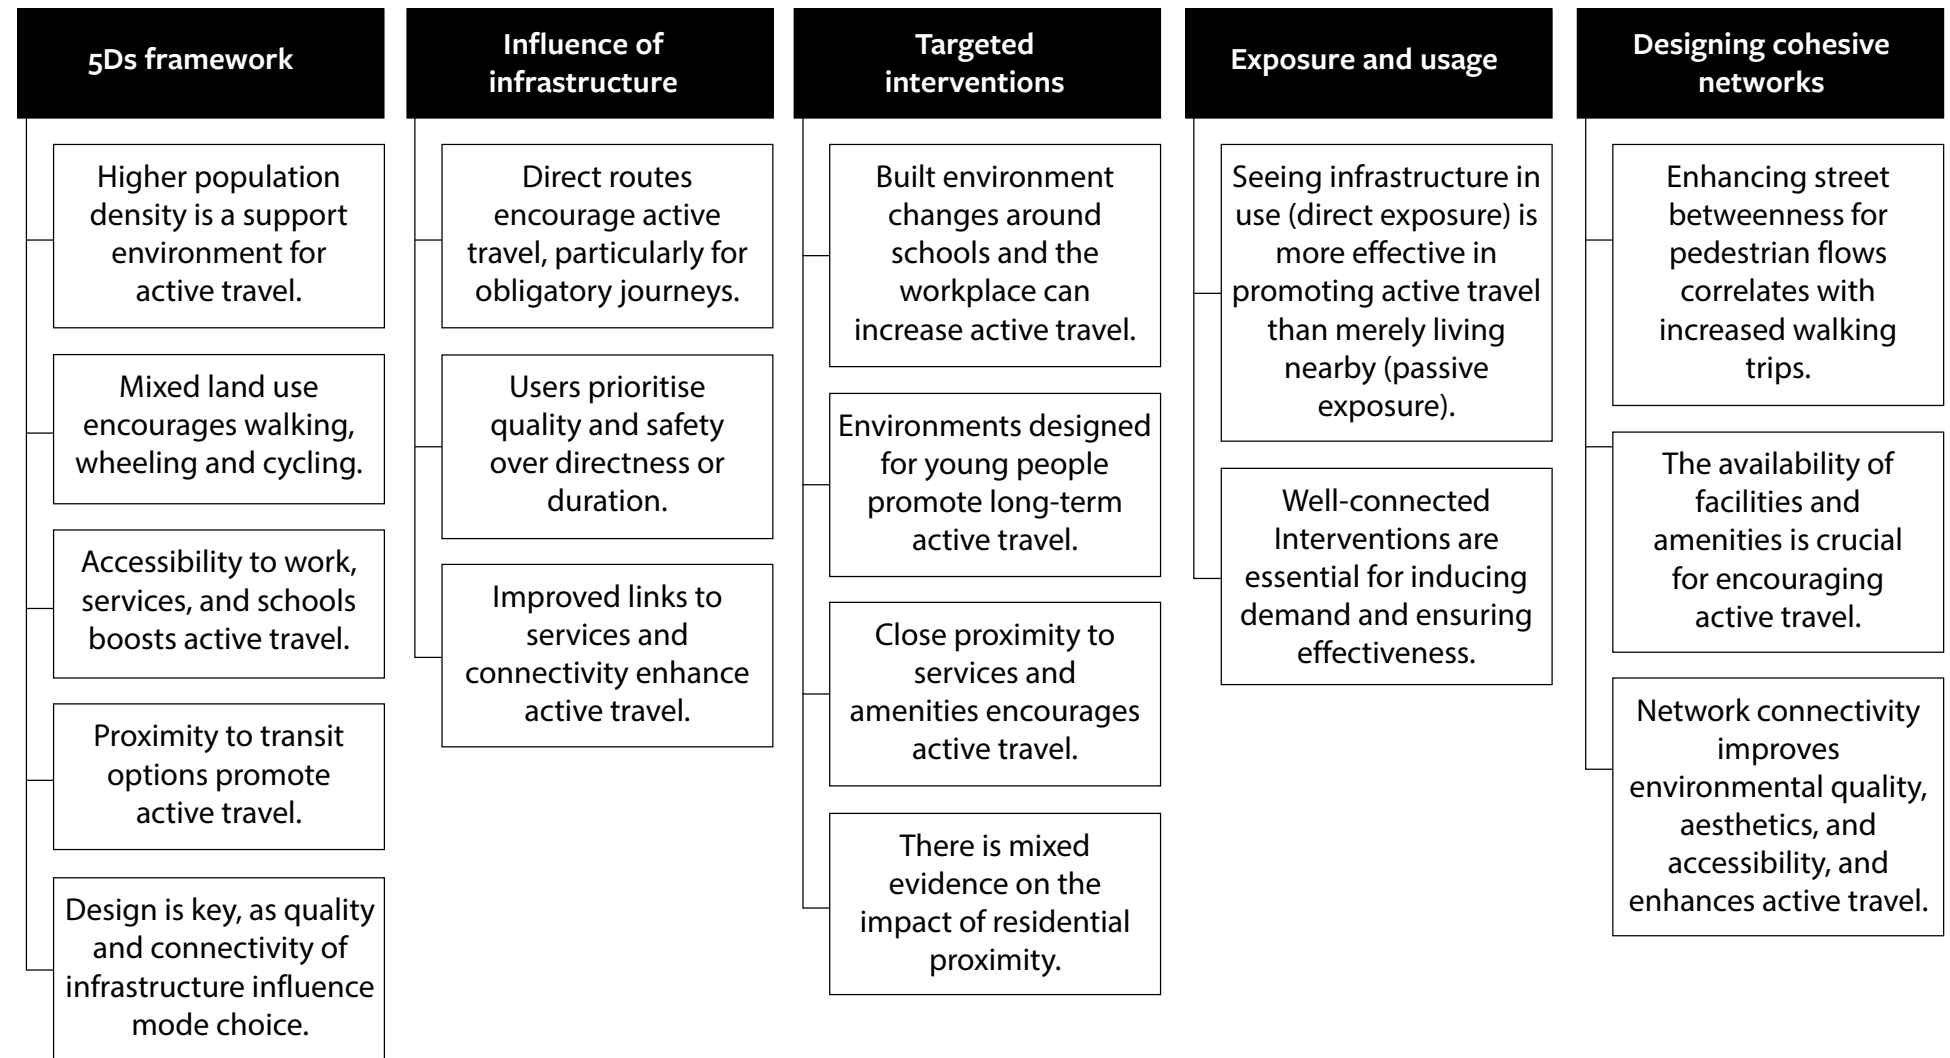 5Ds framework
Higher population
density is a support
environment for
active travel.
Mixed land use
encourages walking,
wheeling and cycling.
Accessibility to work,
services, and schools
boosts active travel.
Proximity to transit
options promote
active travel.
Design is key, as quality
and connectivity of
infrastructure influence
mode choice.
Influence of
infrastructure
Direct routes
encourage active
travel, particularly for
obligatory journeys.
Users prioritise
quality and safety
over directness or
duration.
Improved links to
services and
connectivity enhance
active travel.
Targeted
interventions
Built environment
changes around
schools and the
workplace can
increase active travel.
Environments designed
for young people
promote long-term
active travel.
Close proximity to
services and
amenities encourages
active travel.
There is mixed
evidence on the
impact of residential
proximity.
Exposure and usage
Seeing infrastructure in
use (direct exposure) is
more effective in
promoting active travel
than merely living
nearby (passive
exposure).
Well-connected
Interventions are
essential for inducing
demand and ensuring
effectiveness.
Designing cohesive
networks
Enhancing street
betweenness for
pedestrian flows
correlates with
increased walking
trips.
The availability of
facilities and
amenities is crucial
for encouraging
active travel.
Network connectivity
improves
environmental quality,
aesthetics, and
accessibility, and
enhances active travel.